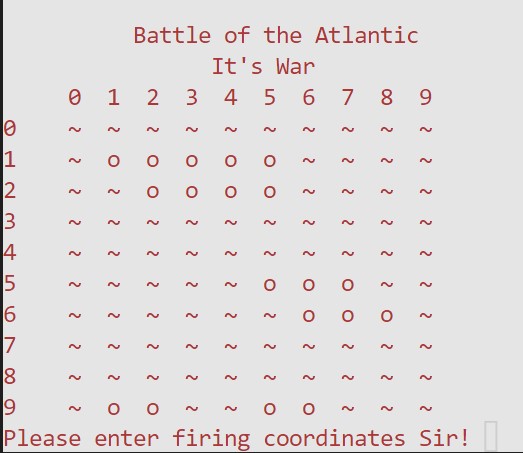 Battle of the Atlantic
It's War
0 1 2 3 4 5 6 7 8 9
0 ~ ~ ~ ~ ~ ~ ~ ~ ~ ~
1 ~ o o o o o ~ ~ ~ ~
2 ~ ~ o o o o ~ ~ ~ ~
3 ~ ~ ~ ~ ~ ~ ~ ~ ~ ~
4 ~ ~ ~ ~ ~ ~ ~ ~ ~ ~
5 ~ ~ ~ ~ ~ o o o ~ ~
6 ~ ~ ~ ~ ~ ~ o o o ~
7 ~ ~ ~ ~ ~ ~ ~ ~ ~ ~
8 ~ ~ ~ ~ ~ ~ ~ ~ ~ ~
9 ~ o o ~ ~ o o ~ ~ ~
Please enter firing coordinates Sir!